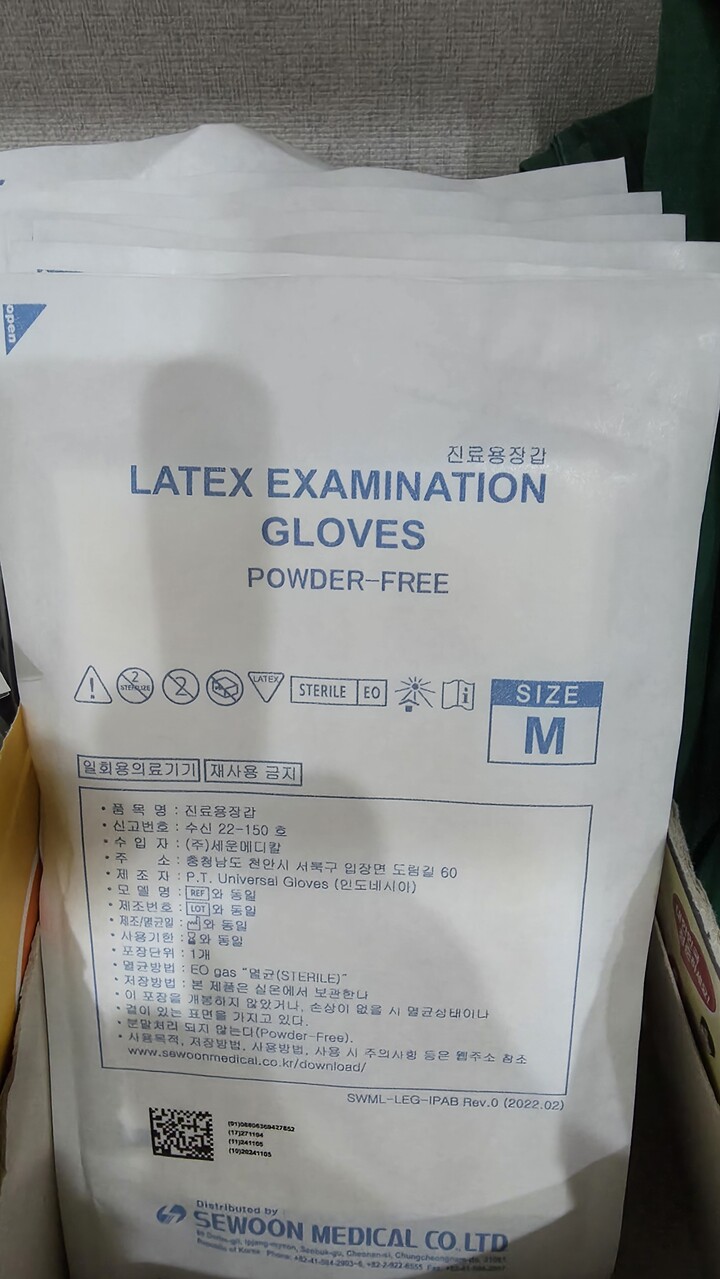 open
진료용장갑
LATEX EXAMINATION
GLOVES
POWDER-FREE
2
STERILIZE
2
LATEX
STERILE EO
i
SIZE
M
일회용의료기기 재사용 금지
• 품 목 명 : 진료용장갑
• 신고번호 : 수신 22-150 호
• 수 입 자 : (주)세운메디칼
• 주 소 : 충청남도 천안시 서북구 입장면 도림길 60
• 제 조 자 : P.T. Universal Gloves (인도네시아)
• 모 델 명 : REF와 동일
• 제조번호 : LOT와 동일
• 제조/멸균일 : 와 동일
• 사용기한 : 와 동일
• 포장단위 : 1개
• 멸균방법 : EO gas "멸균(STERILE)"
• 저장방법 : 본 제품은 실온에서 보관한다
• 이 포장을 개봉하지 않았거나, 손상이 없을 시 멸균상태이나
• 결이 있는 표면을 가지고 있다.
• 분말처리 되지 않는다(Powder-Free).
• 사용목적, 저장방법, 사용방법, 사용 시 주의사항 등은 웹주소 참조
www.sewoonmedical.co.kr/download/
SWML-LEG-IPAB Rev.0 (2022.02)
(17)271104
(11)241105
(10)20241105
Distributed by
SEWOON MEDICAL CO.,LTD